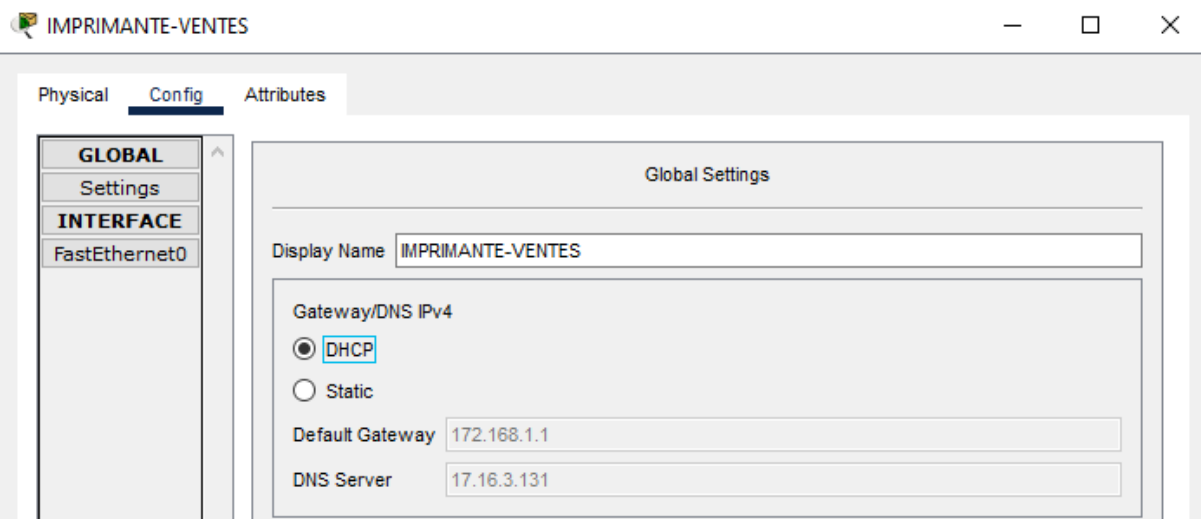 IMPRIMANTE-VENTES
Physical Config Attributes
GLOBAL
Settings
INTERFACE
FastEthernet0
Global Settings
Display Name IMPRIMANTE-VENTES
Gateway/DNS IPv4
DHCP
Static
Default Gateway 172.168.1.1
DNS Server 17.16.3.131